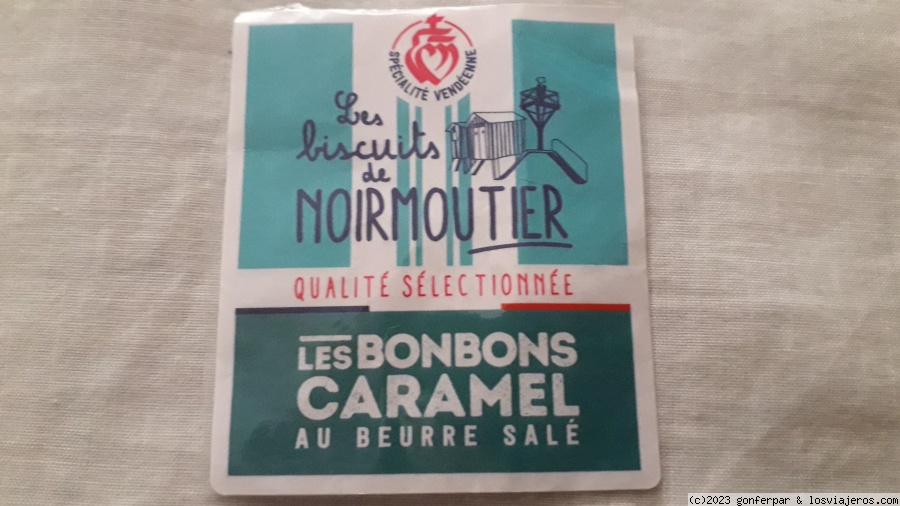 SPÉCIALITÉ VENDÉENNE
Les
biscuits
de
NOIRMOUTIER
QUALITÉ SÉLECTIONNÉE
LES BONBONS
CARAMEL
AU BEURRE SALÉ
(c)2023 gonferpar & losviajeros.com